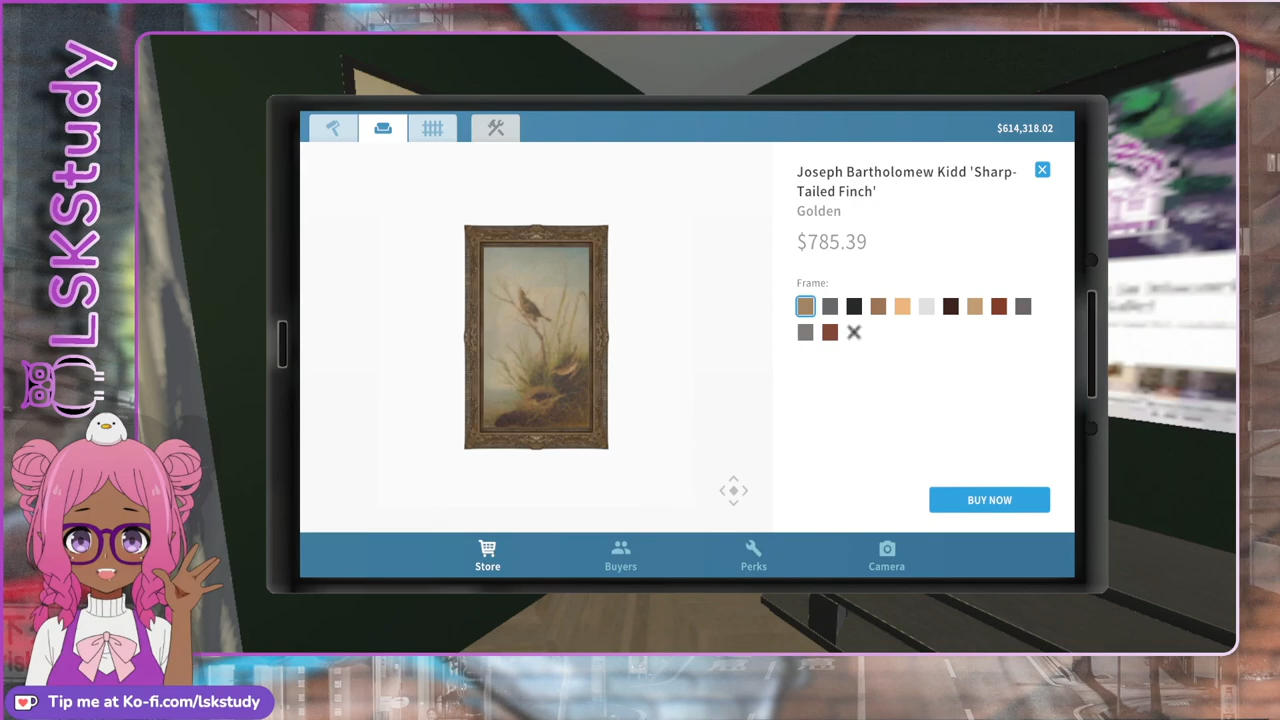 LSKStudy
$614,318.02
Joseph Bartholomew Kidd 'Sharp-
Tailed Finch'
Golden
$785.39
Frame:
BUY NOW
Store
Buyers
Perks
Camera
Tip me at Ko-fi.com/lskstudy